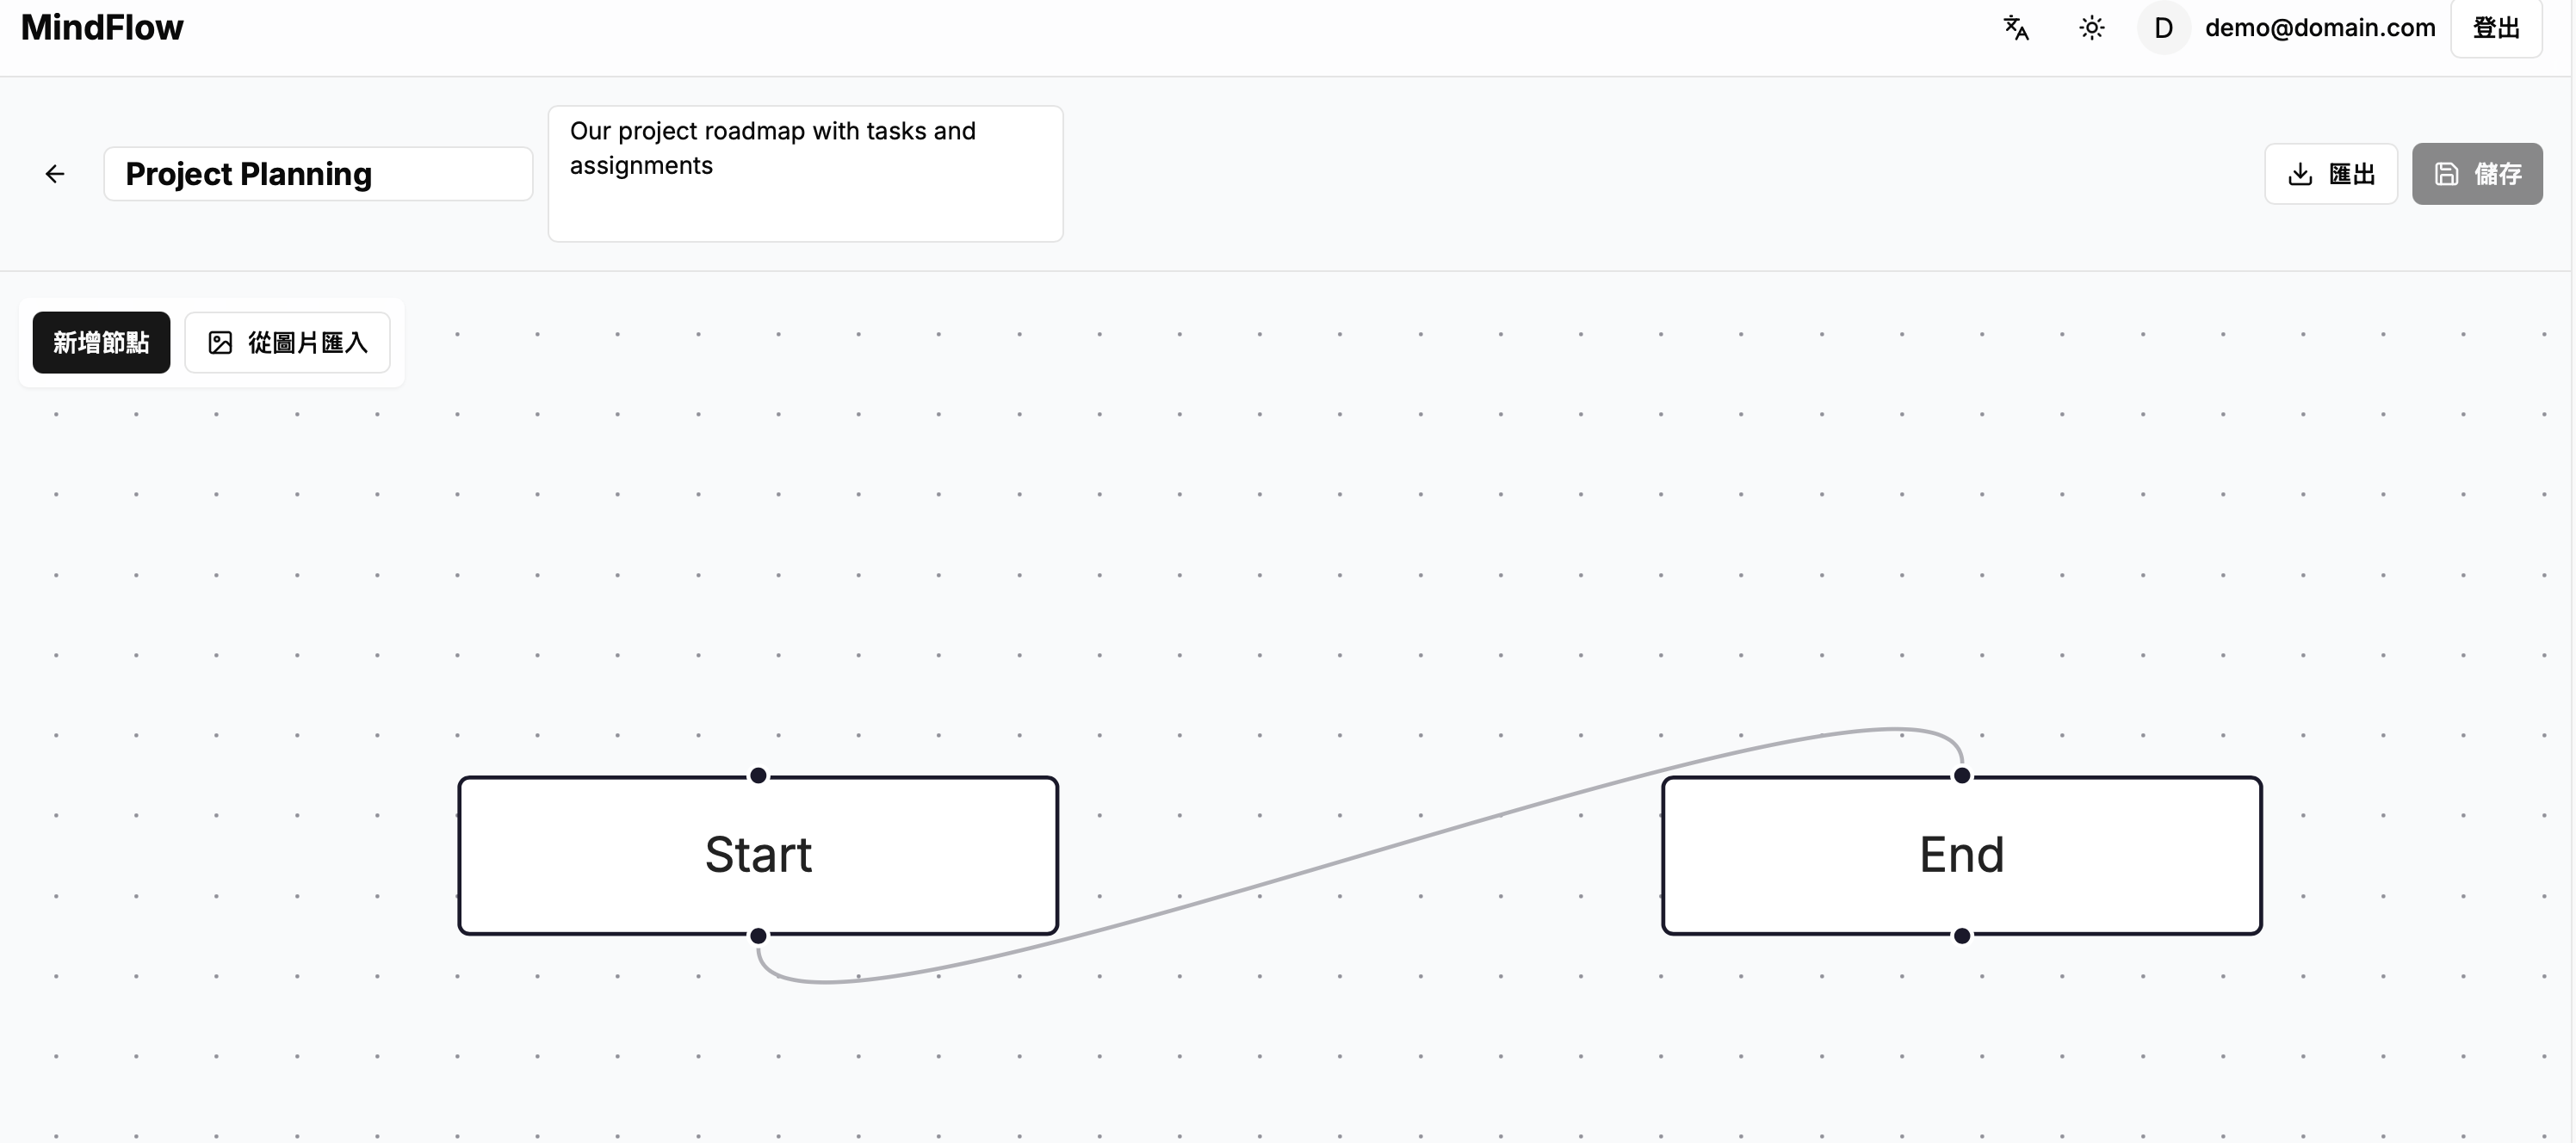 MindFlow
D
demo@domain.com
登出
Project Planning
Our project roadmap with tasks and
assignments
匯出
儲存
新增節點
從圖片匯入
Start
End